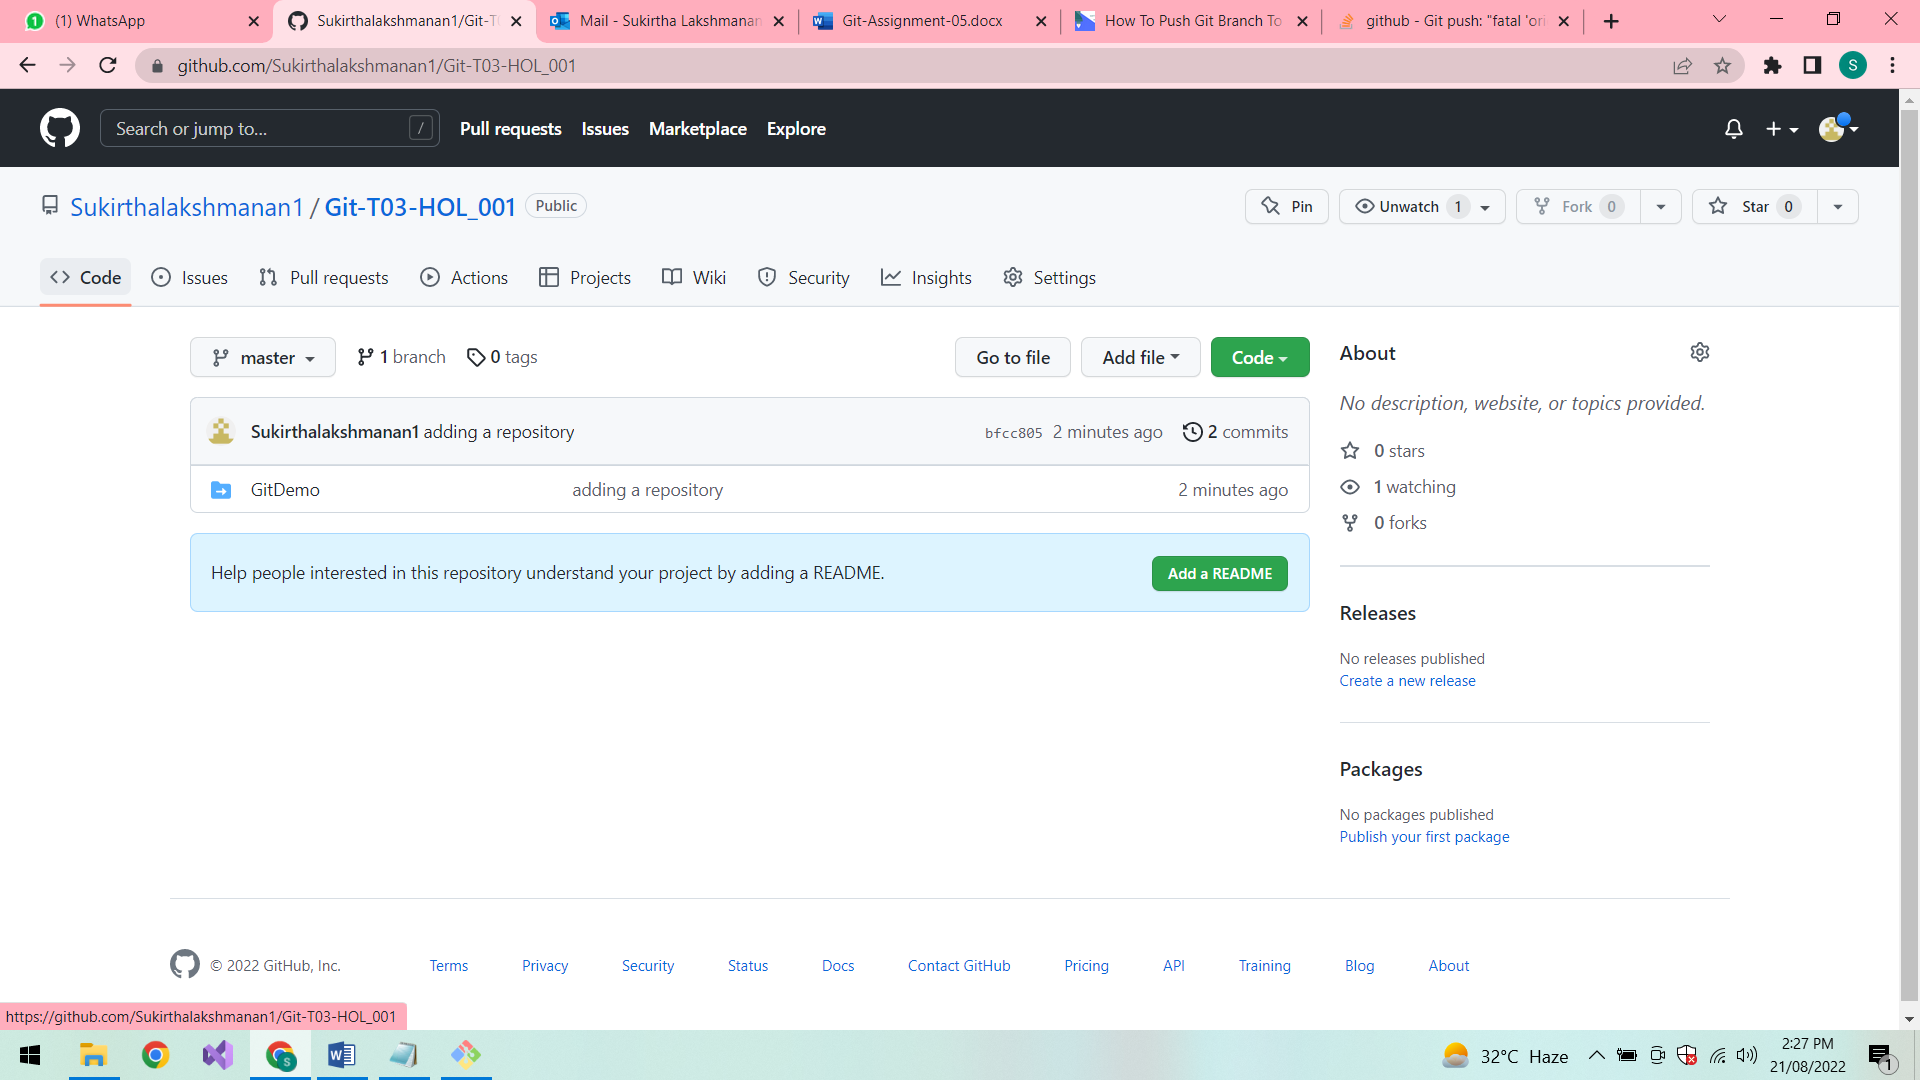 (1) WhatsApp
Sukirthalakshmanan1/Git-T
Mail - Sukirtha Lakshmanan
Git-Assignment-05.docx
How To Push Git Branch To
github - Git push: "fatal 'ori
github.com/Sukirthalakshmanan1/Git-T03-HOL_001
S
Search or jump to...
/
Pull requests
Issues
Marketplace
Explore
Sukirthalakshmanan1 / Git-T03-HOL_001
Public
Pin
Unwatch 1
Fork 0
Star 0
Code
Issues
Pull requests
Actions
Projects
Wiki
Security
Insights
Settings
master
1 branch
0 tags
Go to file
Add file
Code
About
No description, website, or topics provided.
Sukirthalakshmanan1 adding a repository
bfcc805 2 minutes ago
2 commits
GitDemo
adding a repository
2 minutes ago
0 stars
1 watching
0 forks
Help people interested in this repository understand your project by adding a README.
Add a README
Releases
No releases published
Create a new release
Packages
No packages published
Publish your first package
© 2022 GitHub, Inc.
Terms
Privacy
Security
Status
Docs
Contact GitHub
Pricing
API
Training
Blog
About
https://github.com/Sukirthalakshmanan1/Git-T03-HOL_001
32°C Haze
2:27 PM
21/08/2022
1